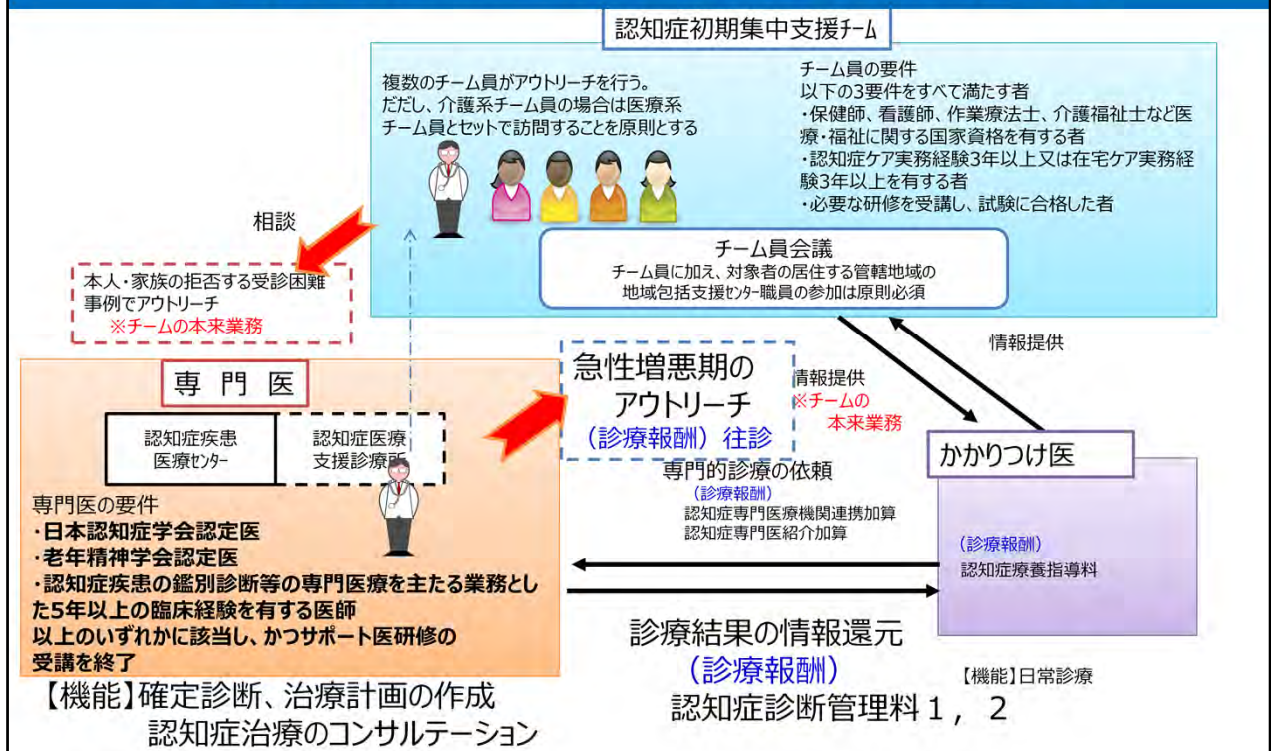 認知症初期集中支援ﾁｰﾑ
複数のチーム員がアウトリーチを行う。
だだし、介護系チーム員の場合は医療系
チーム員とセットで訪問することを原則とする
チーム員の要件
以下の3要件をすべて満たす者
・保健師、看護師、作業療法士、介護福祉士など医
療・福祉に関する国家資格を有する者
・認知症ケア実務経験3年以上又は在宅ケア実務経
験3年以上を有する者
・必要な研修を受講し、試験に合格した者
チーム員会議
チーム員に加え、対象者の居住する管轄地域の
地域包括支援ｾﾝﾀｰ職員の参加は原則必須
相談
本人・家族の拒否する受診困難
事例でアウトリーチ
※チームの本来業務
専 門 医
認知症疾患
医療ｾﾝﾀｰ
認知症医療
支援診療所
専門医の要件
・日本認知症学会認定医
・老年精神学会認定医
・認知症疾患の鑑別診断等の専門医療を主たる業務とし
た5年以上の臨床経験を有する医師
以上のいずれかに該当し、かつサポート医研修の
受講を終了
【機能】確定診断、治療計画の作成
認知症治療のコンサルテーション
急性増悪期の
アウトリーチ
（診療報酬）往診
情報提供
※チームの
本来業務
情報提供
専門的診療の依頼
（診療報酬）
認知症専門医療機関連携加算
認知症専門医紹介加算
かかりつけ医
（診療報酬）
認知症療養指導料
【機能】日常診療
診療結果の情報還元
（診療報酬）
認知症診断管理料１，２